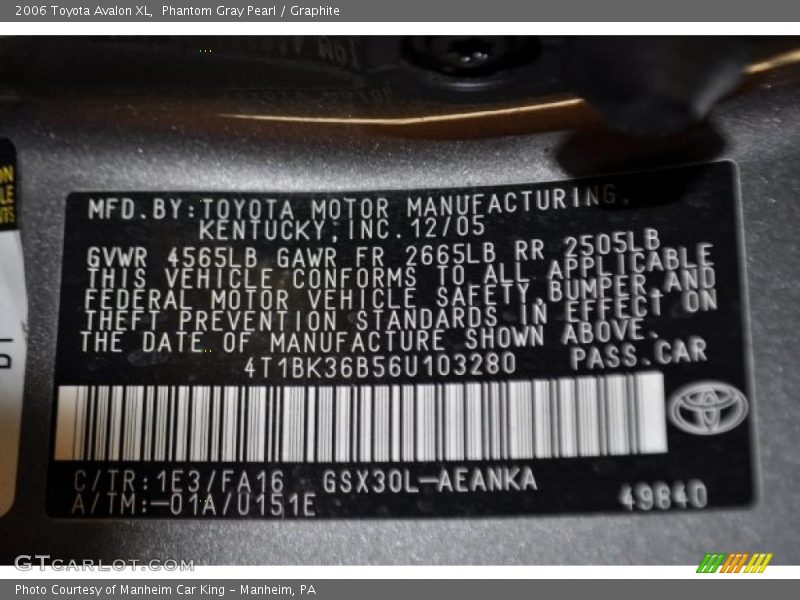 2006 Toyota Avalon XL, Phantom Gray Pearl / Graphite
MFD.BY:TOYOTA MOTOR MANUFACTURING,
KENTUCKY,INC.12/05
GVWR 4565LB GAWR FR 2665LB RR 2505LB
THIS VEHICLE CONFORMS TO ALL APPLICABLE
FEDERAL MOTOR VEHICLE SAFETY,BUMPER,AND
THEFT PREVENTION STANDARDS IN EFFECT ON
THE DATE OF MANUFACTURE SHOWN ABOVE.
4T1BK36B56U103280 PASS.CAR
C/TR:1E3/FA16 GSX30L-AEANKA
A/TM:-01A/U151E 49840
GTCARLOT.COM
Photo Courtesy of Manheim Car King - Manheim, PA